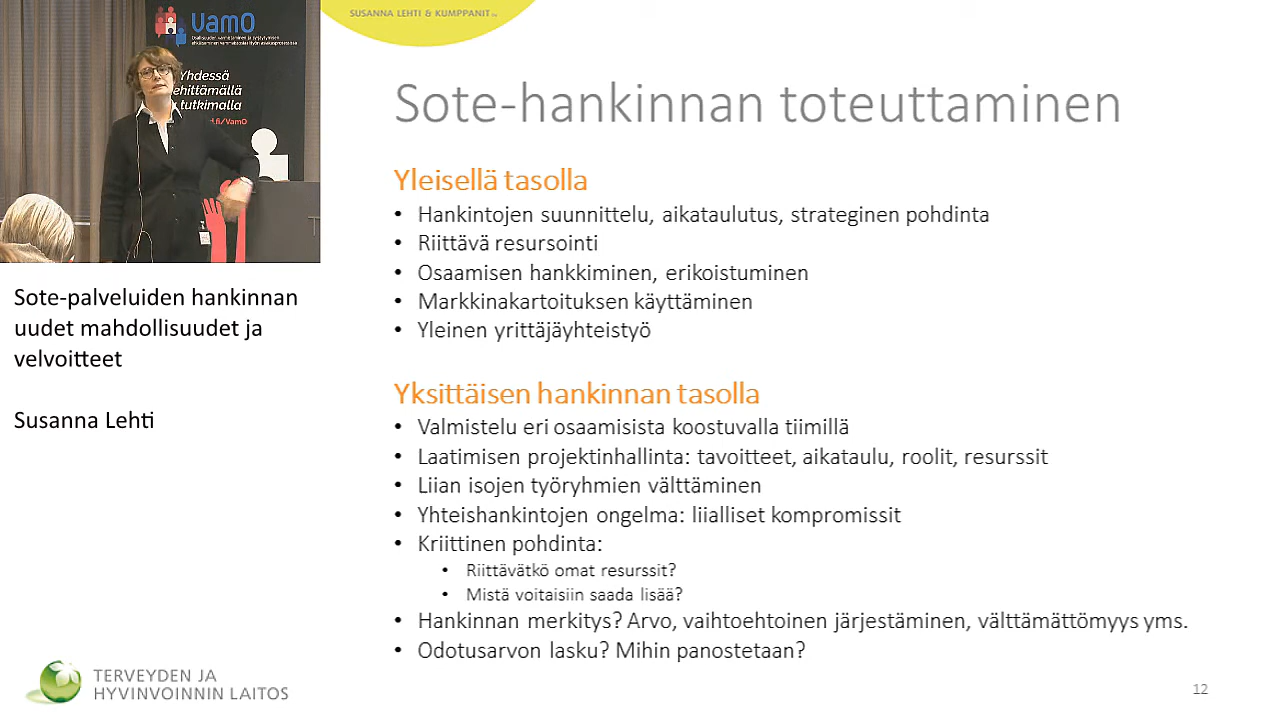 VamO
Yhdessä
ehittämällä
tutkimalla
.fi/VamO
Sote-palveluiden hankinnan
uudet mahdollisuudet ja
velvoitteet
Susanna Lehti
SUSANNA LEHTI & KUMPPANIT
Sote-hankinnan toteuttaminen
Yleisellä tasolla
• Hankintojen suunnittelu, aikataulutus, strateginen pohdinta
• Riittävä resursointi
• Osaamisen hankkiminen, erikoistuminen
• Markkinakartoituksen käyttäminen
• Yleinen yrittäjäyhteistyö
Yksittäisen hankinnan tasolla
• Valmistelu eri osaamisista koostuvalla tiimillä
• Laatimisen projektinhallinta: tavoitteet, aikataulu, roolit, resurssit
• Liian isojen työryhmien välttäminen
• Yhteishankintojen ongelma: liialliset kompromissit
• Kriittinen pohdinta:
• Riittävätkö omat resurssit?
• Mistä voitaisiin saada lisää?
• Hankinnan merkitys? Arvo, vaihtoehtoinen järjestäminen, välttämättömyys yms.
• Odotusarvon lasku? Mihin panostetaan?
TERVEYDEN JA
HYVINVOINNIN LAITOS
12